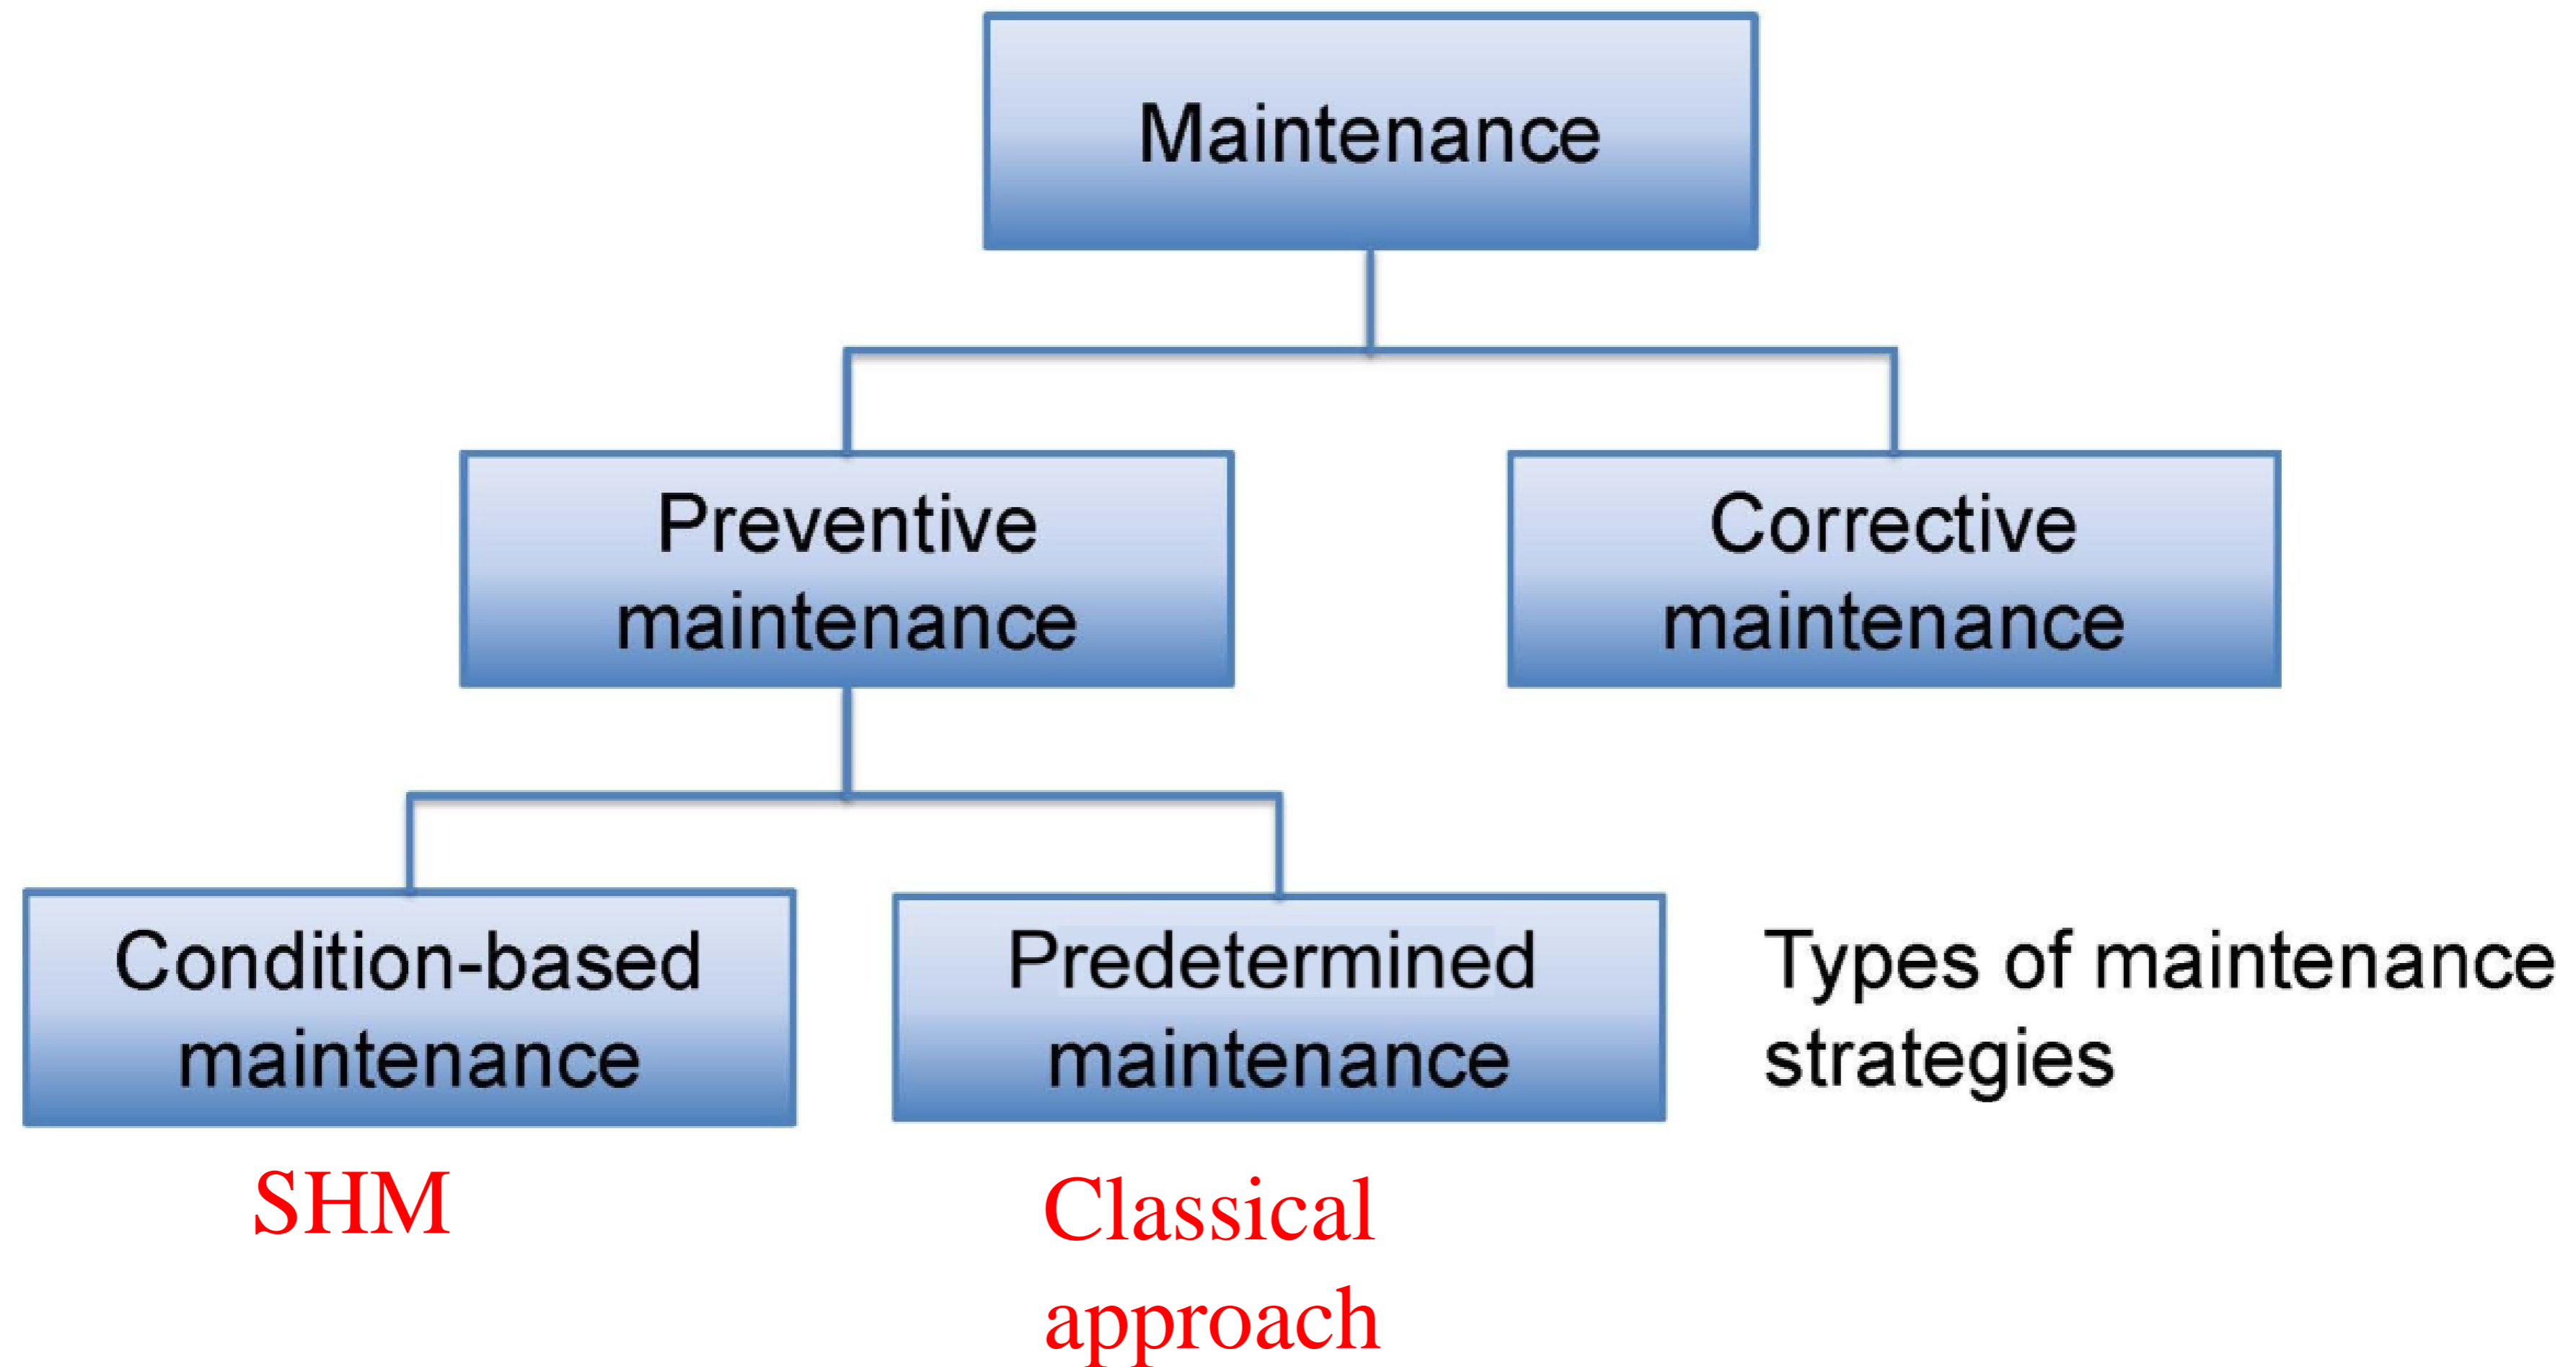 Maintenance
Preventive
maintenance
Corrective
maintenance
Condition-based
maintenance
Predetermined
maintenance
Types of maintenance
strategies
SHM
Classical
approach